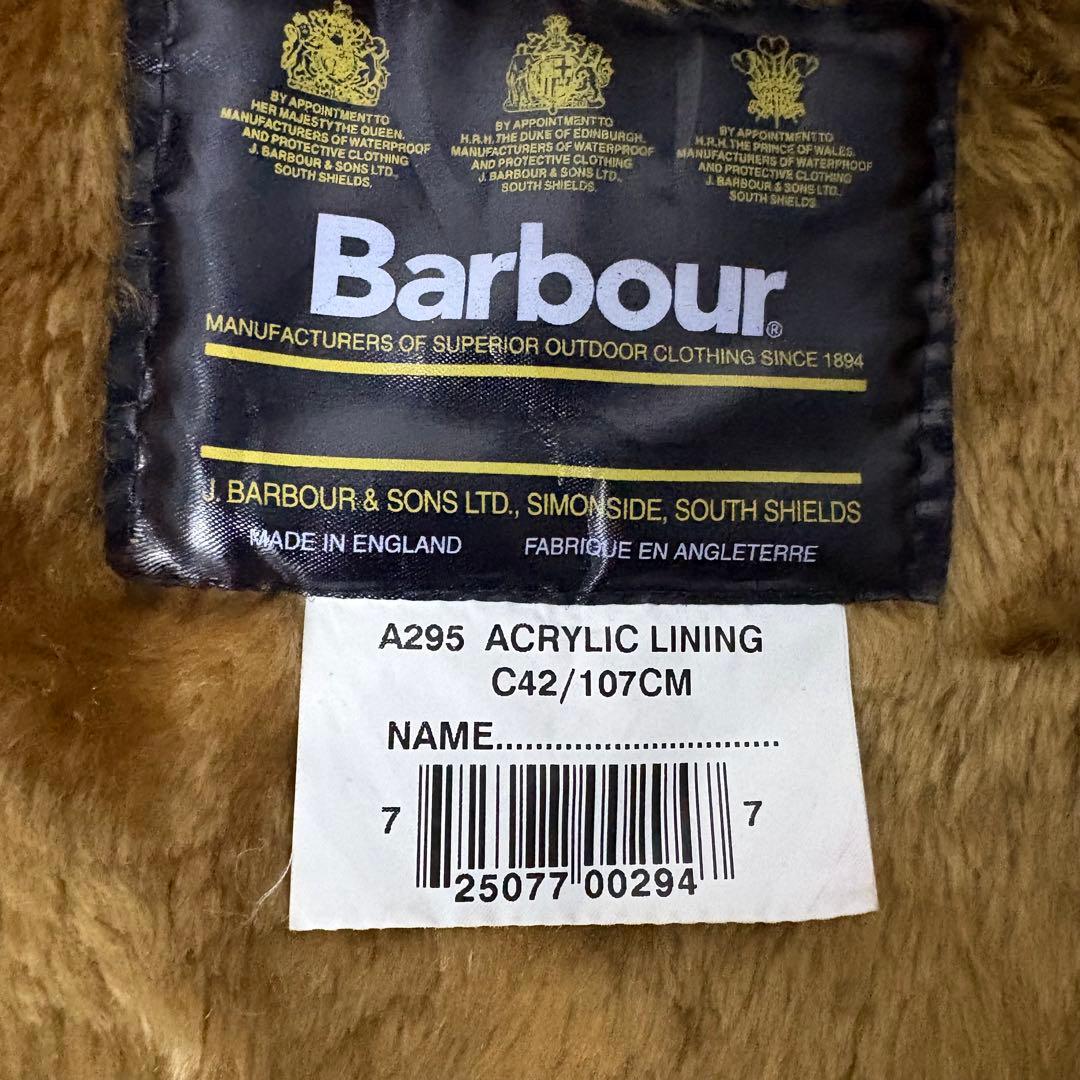 BY APPOINTMENT TO
HER MAJESTY THE QUEEN.
MANUFACTURERS OF WATERPROOF
AND PROTECTIVE CLOTHING
J. BARBOUR & SONS LTD.,
SOUTH SHIELDS.
BY APPOINTMENT TO
H.R.H. THE DUKE OF EDINBURGH
MANUFACTURERS OF WATERPROOF
AND PROTECTIVE CLOTHING
J. BARBOUR & SONS LTD.,
SOUTH SHIELDS.
BY APPOINTMENT TO
H.R.H. THE PRINCE OF WALES.
MANUFACTURERS OF WATERPROOF
AND PROTECTIVE CLOTHING
J. BARBOUR & SONS LTD.
SOUTH SHIELDS.
Barbour®
MANUFACTURERS OF SUPERIOR OUTDOOR CLOTHING SINCE 1894
J. BARBOUR & SONS LTD., SIMONSIDE, SOUTH SHIELDS
MADE IN ENGLAND FABRIQUE EN ANGLETERRE
A295 ACRYLIC LINING
C42/107CM
NAME..............................
7 25077 00294 7